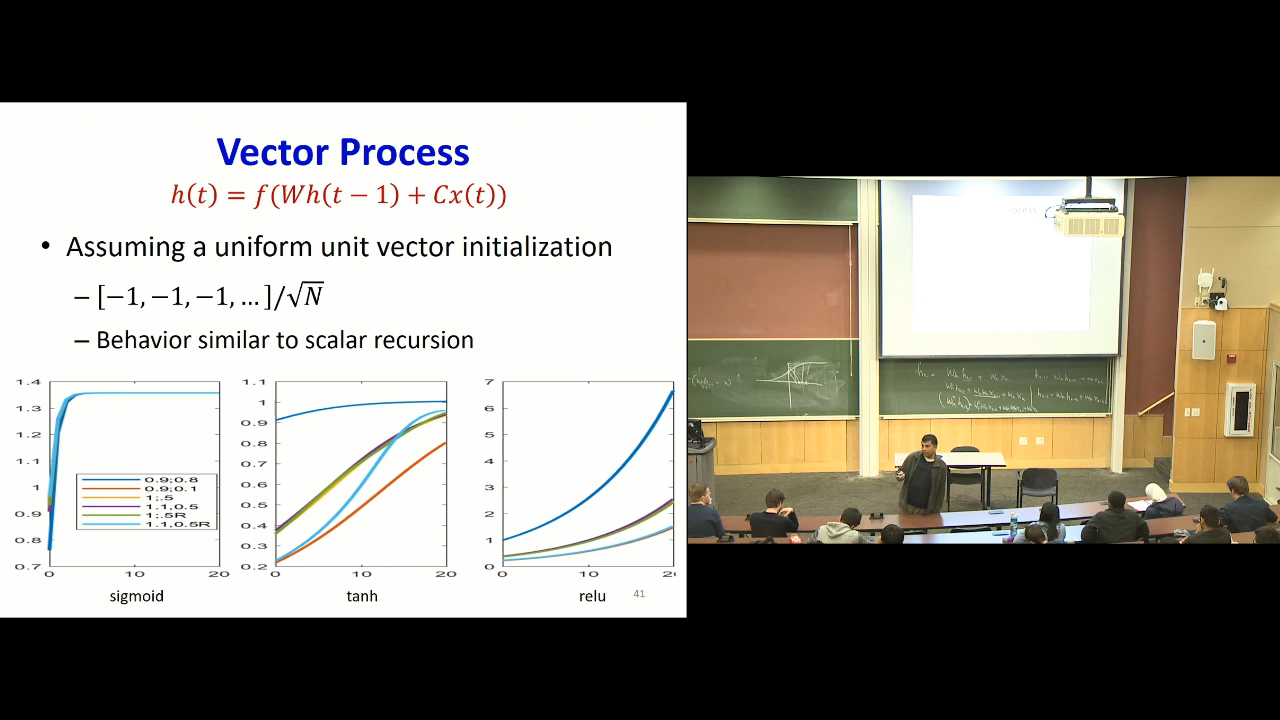 Vector Process
h(t) = f(Wh(t − 1) + Cx(t))
• Assuming a uniform unit vector initialization
– [−1, −1, −1, … ]/√N
– Behavior similar to scalar recursion
1.4
1.3
1.2
1.1
1
0.9
0.8
0.7
0 10 20
0.9;0.8
0.9;0.1
1;.5
1.1,0.5
1;.5R
1.1,0.5R
sigmoid
1.1
1
0.9
0.8
0.7
0.6
0.5
0.4
0.3
0.2
0 10 20
tanh
7
6
5
4
3
2
1
0
0 10
relu
41